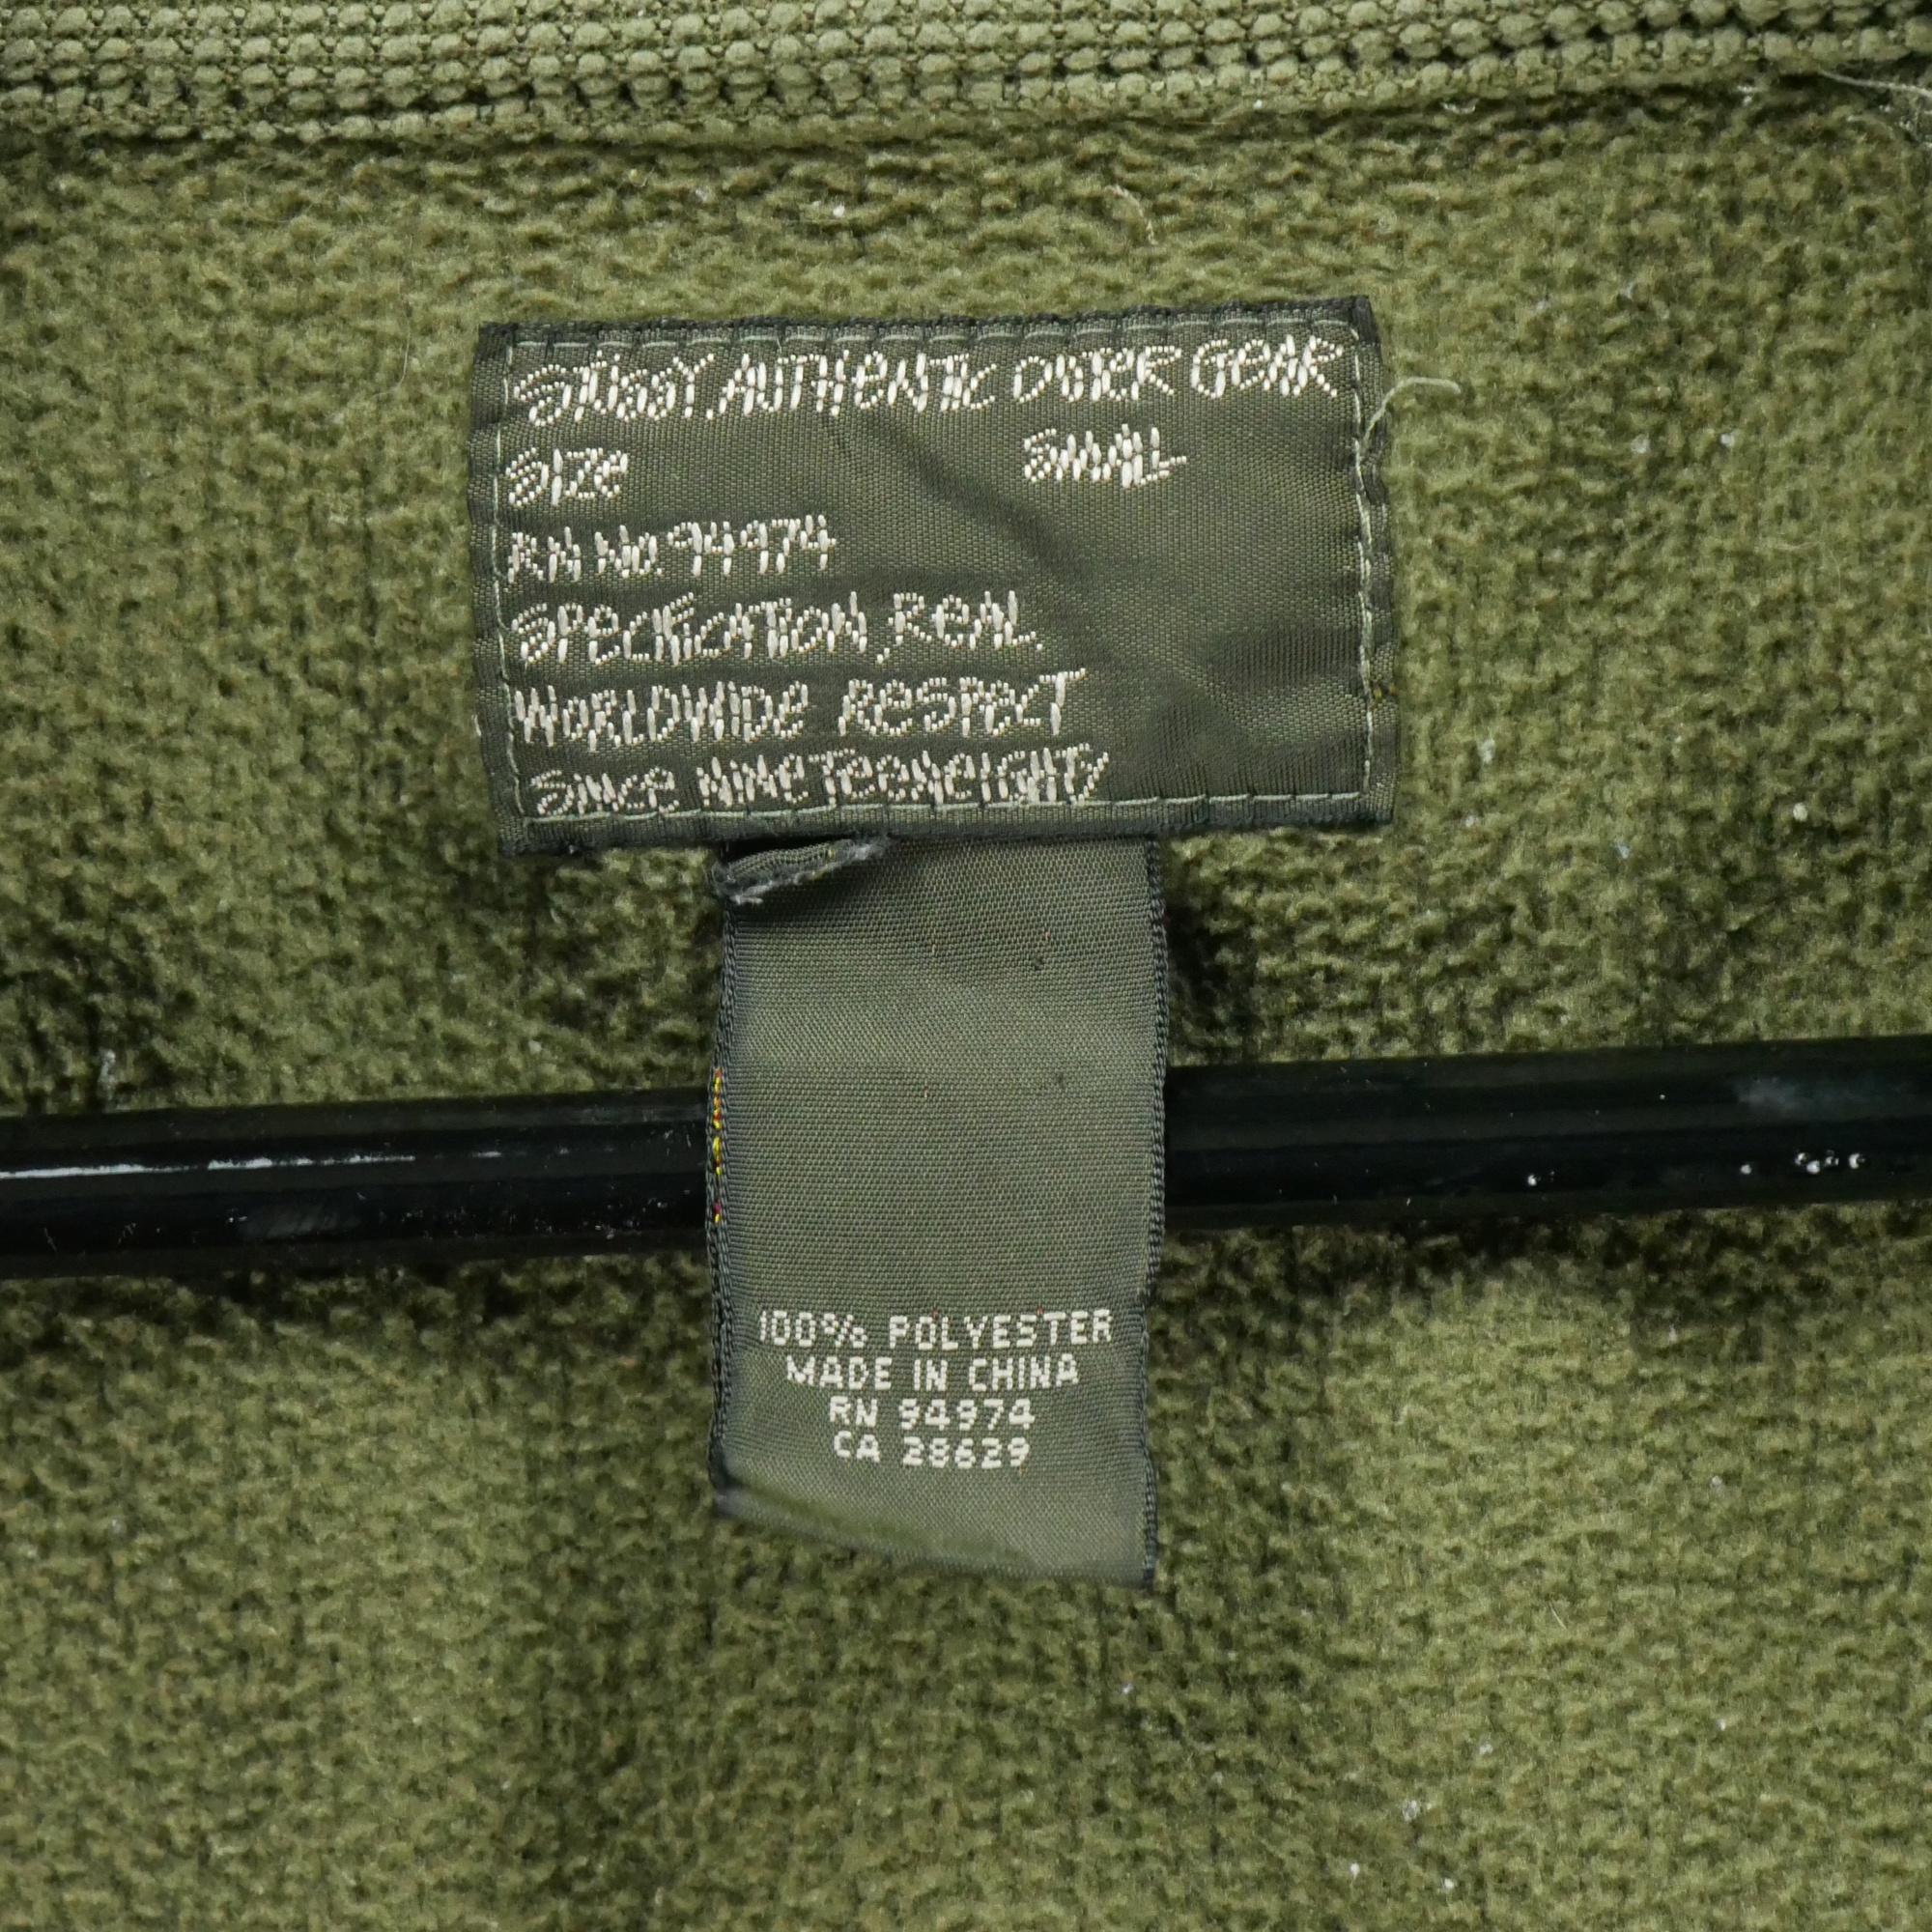 STÜSSY. AUTHENTIC OUTER GEAR
SIZE SMALL
RN NO. 94974
SPECIFICATION, REAL,
WORLDWIDE RESPECT
SINCE NINETEENEIGHTY
100% POLYESTER
MADE IN CHINA
RN 94974
CA 28629